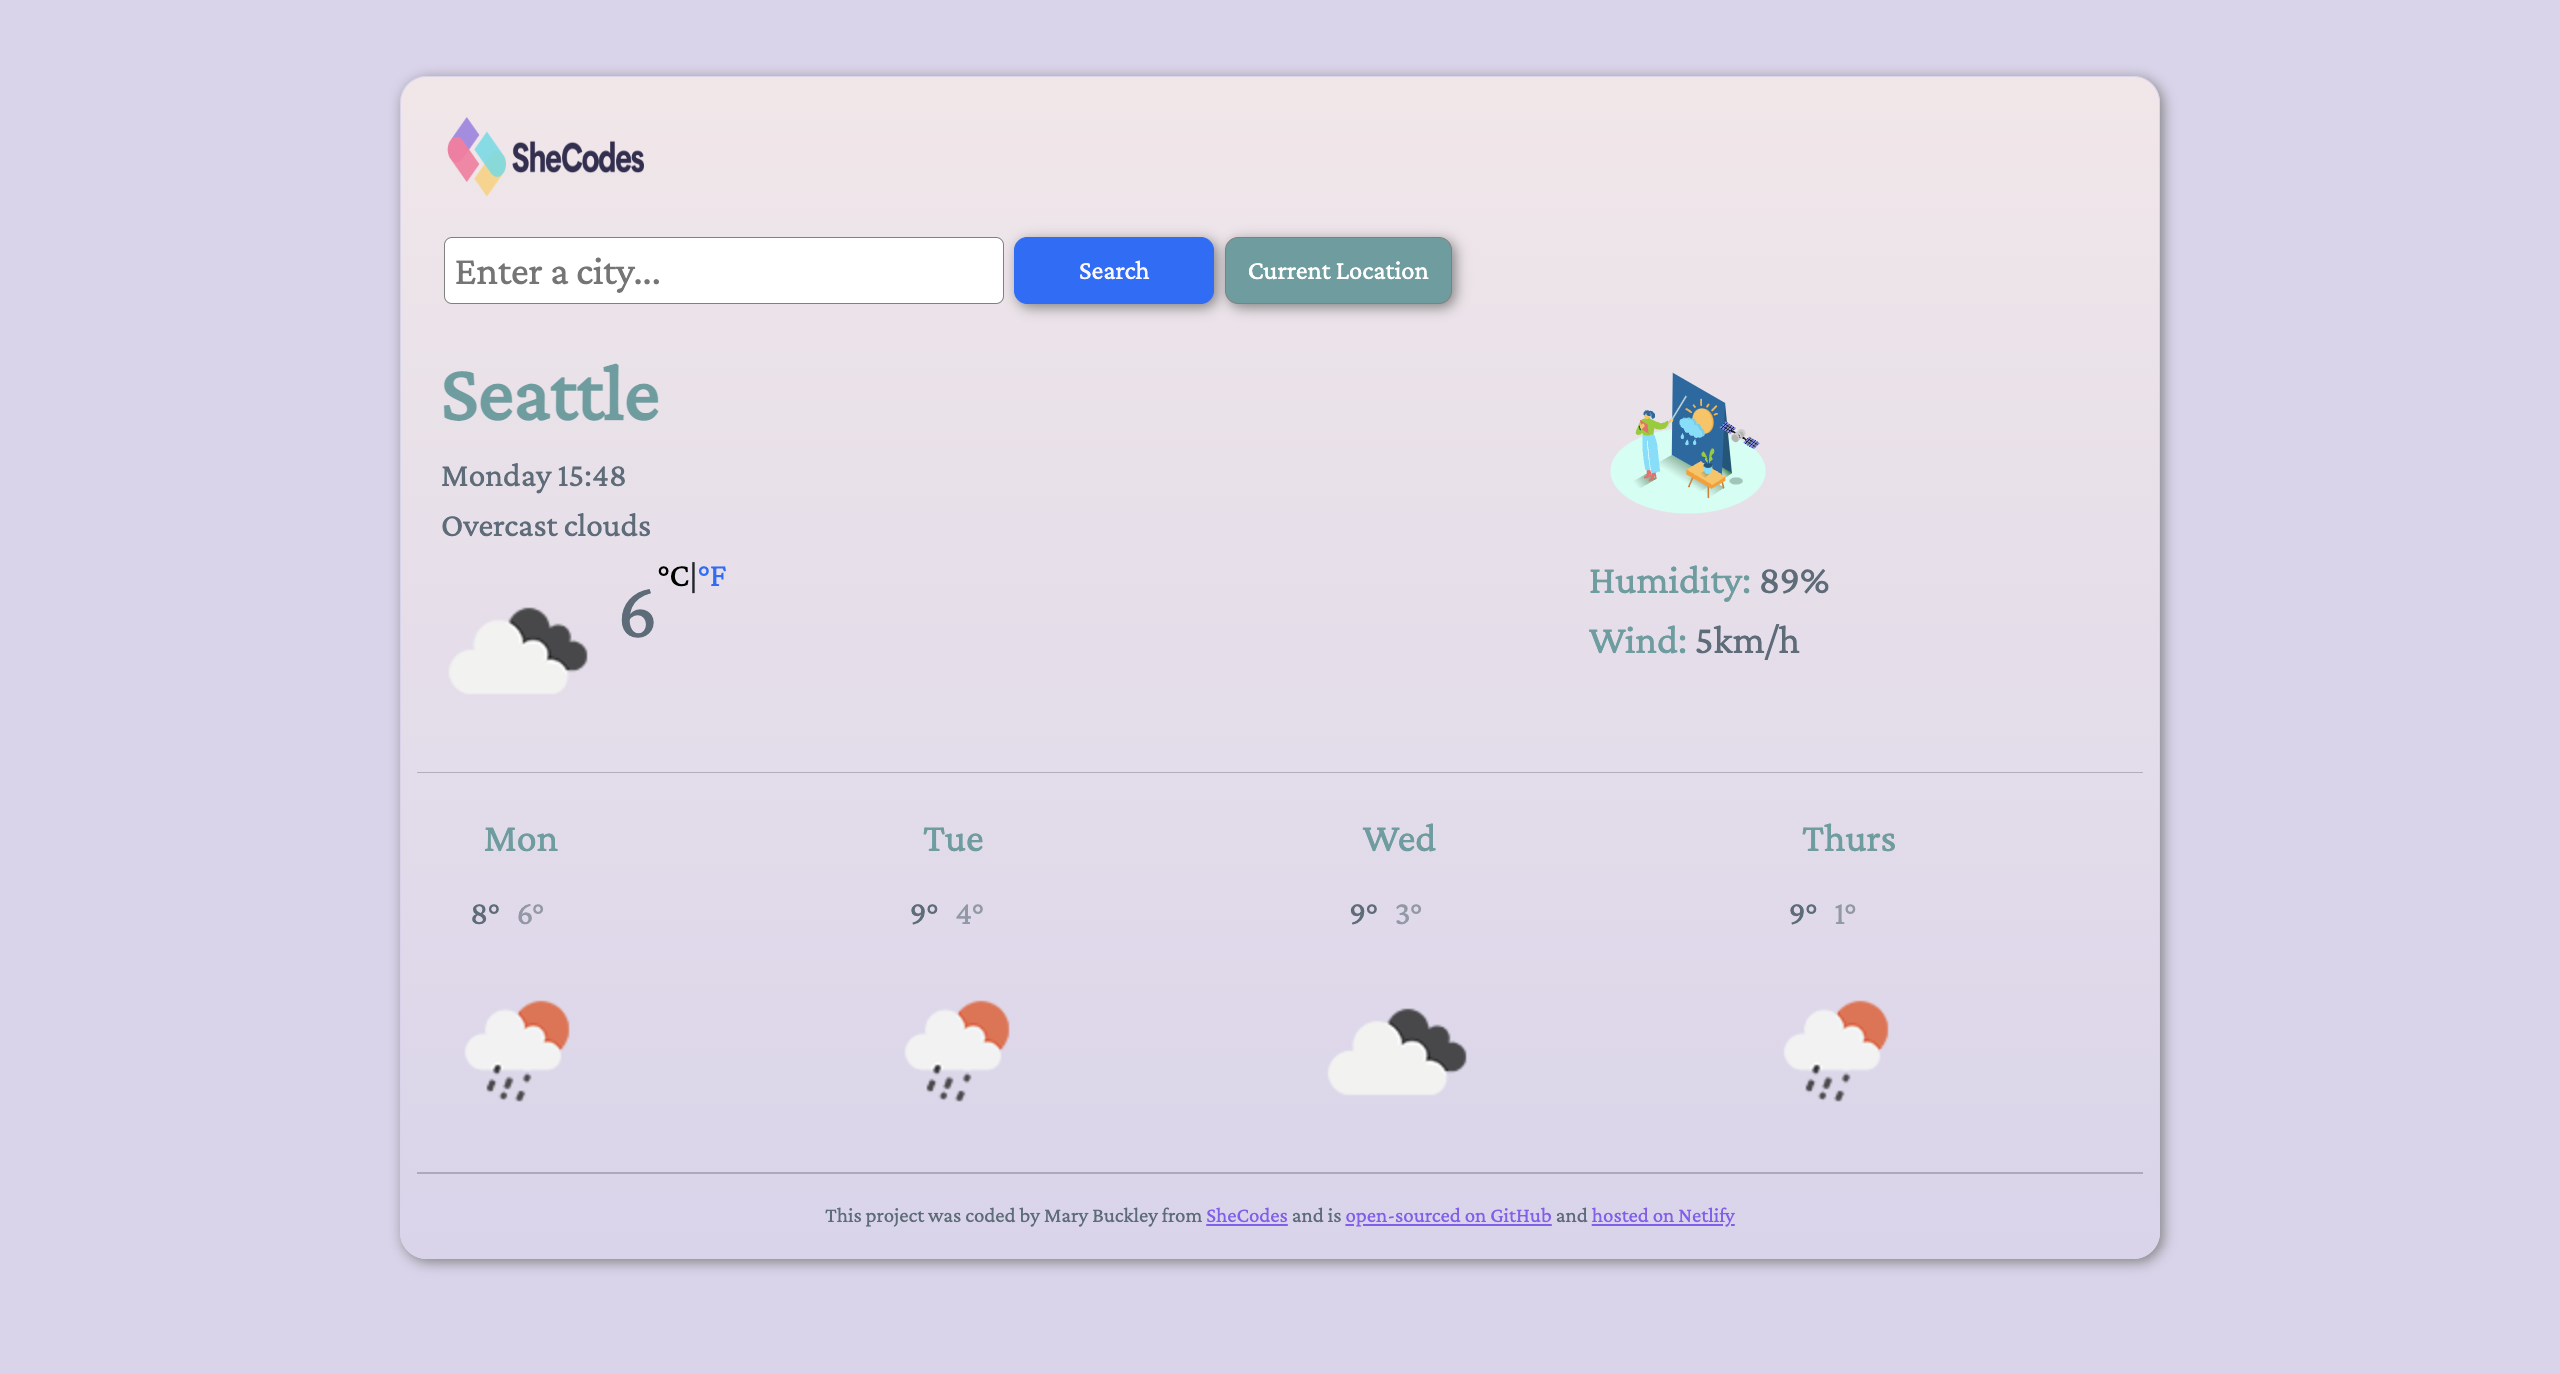 SheCodes
Enter a city...
Search
Current Location
Seattle
Monday 15:48
Overcast clouds
6 °C|°F
Humidity: 89%
Wind: 5km/h
Mon
Tue
Wed
Thurs
8° 6°
9° 4°
9° 3°
9° 1°
This project was coded by Mary Buckley from SheCodes and is open-sourced on GitHub and hosted on Netlify